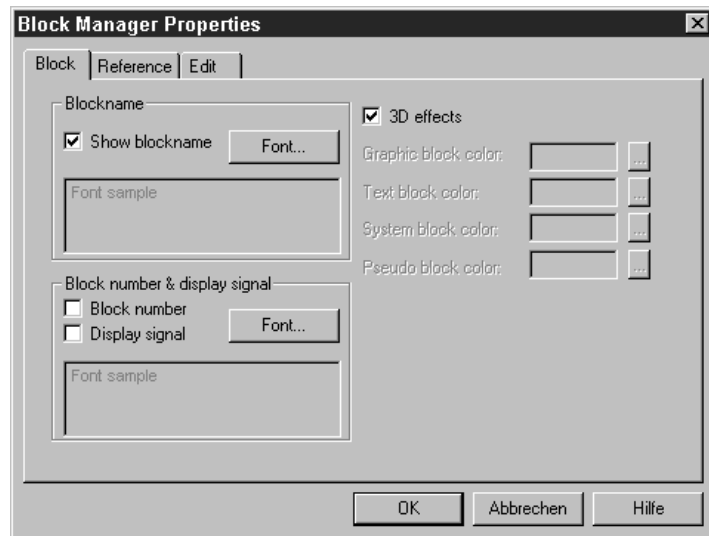 Block Manager Properties
Block
Reference
Edit
Blockname
Show blockname
Font...
Font sample
Block number & display signal
Block number
Display signal
Font...
Font sample
3D effects
Graphic block color:
...
Text block color:
...
System block color:
...
Pseudo block color:
...
OK
Abbrechen
Hilfe